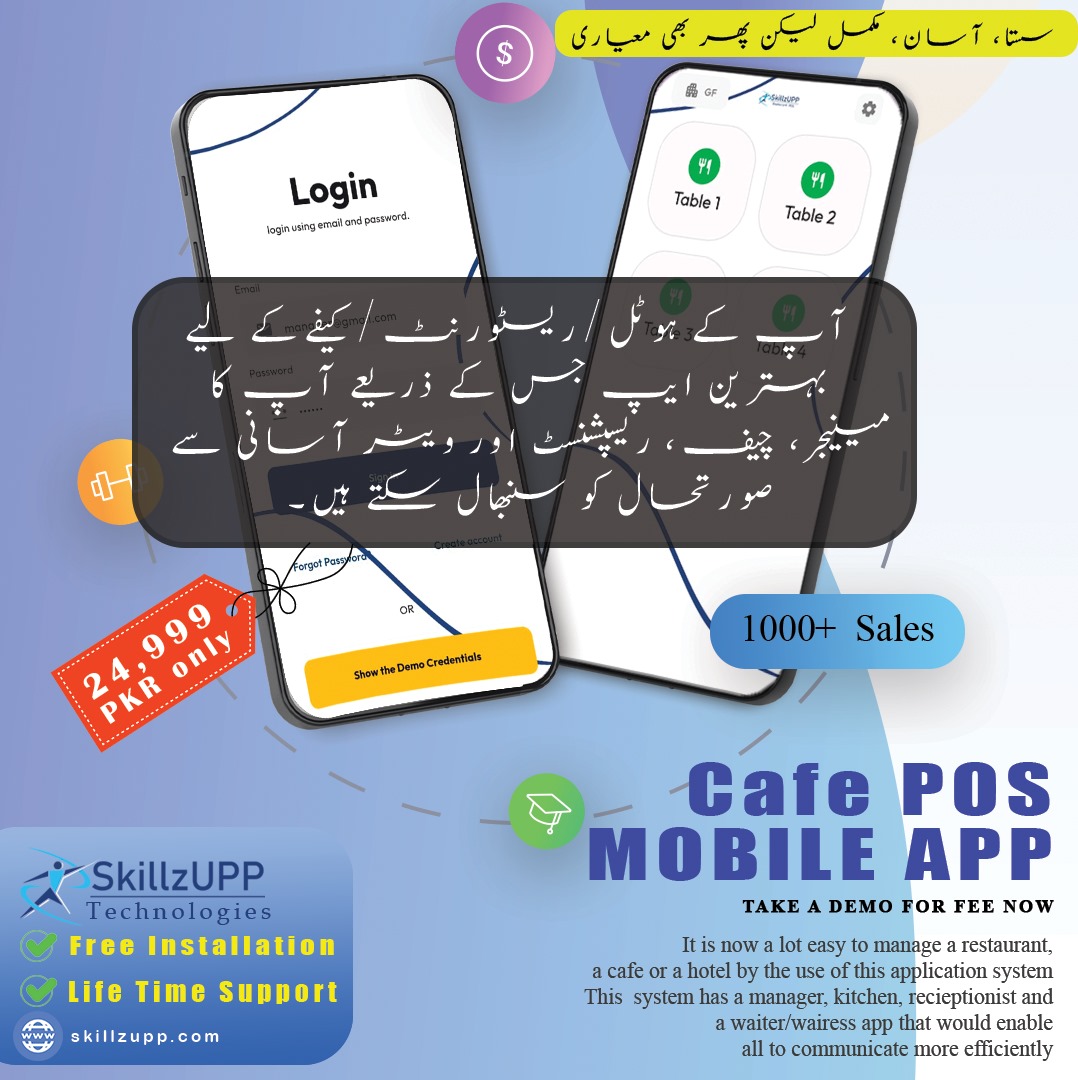 سستا، آسان، مکمل لیکن پھر بھی معیاری
$
Login
login using email and password.
Email
Password
Forgot Password?
Create account
OR
Show the Demo Credentials
GF
SkillzUPP
Table 1
Table 2
Table 3
Table 4
آپ کے ہوٹل /ریسٹورنٹ /کیفے کے لیے
بہترین ایپ جس کے ذریعے آپ کا
مینیجر، چیف، ریسپشنسٹ اور ویٹر آسانی سے
صورتحال کو سنبھال سکتے ہیں۔
24,999
PKR only
1000+ Sales
Cafe POS
MOBILE APP
TAKE A DEMO FOR FEE NOW
It is now a lot easy to manage a restaurant,
a cafe or a hotel by the use of this application system
This system has a manager, kitchen, recieptionist and
a waiter/wairess app that would enable
all to communicate more efficiently
SkillzUPP
Technologies
Free Installation
Life Time Support
www
skillzupp.com